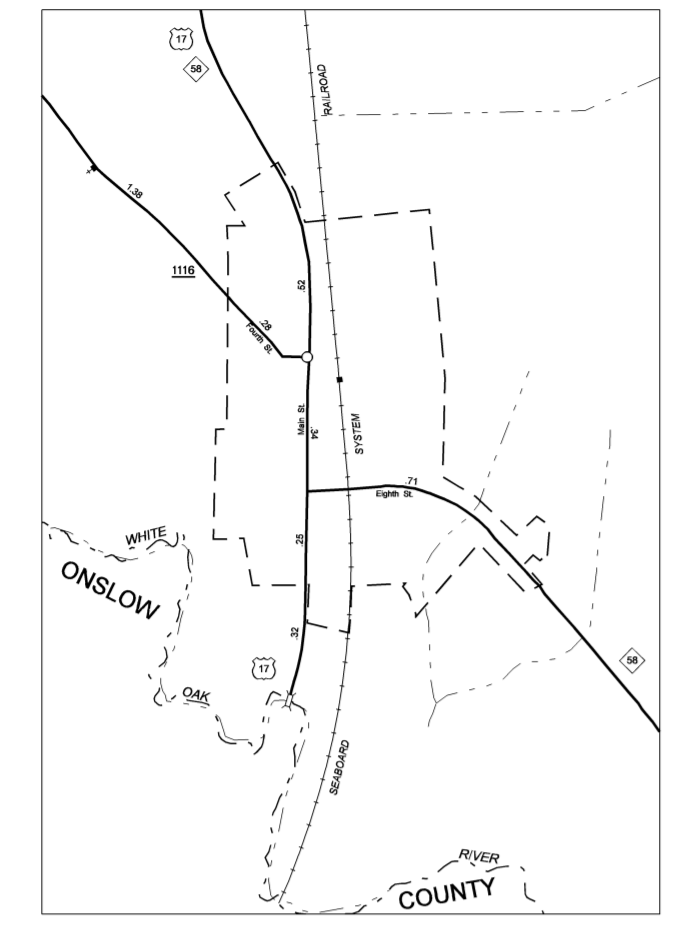 17
58
RAILROAD
1.38
1116
.52
.28
Fourth St.
Main St.
.34
SYSTEM
.71
Eighth St.
.25
WHITE
ONSLOW
.32
17
58
OAK
SEABOARD
RIVER
COUNTY